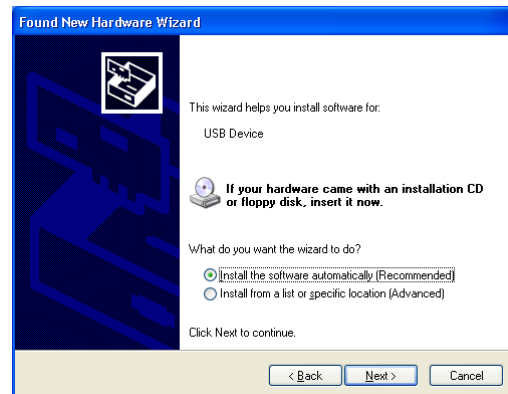 Found New Hardware Wizard
This wizard helps you install software for:
USB Device
If your hardware came with an installation CD
or floppy disk, insert it now.
What do you want the wizard to do?
Install the software automatically (Recommended)
Install from a list or specific location (Advanced)
Click Next to continue.
< Back Next > Cancel